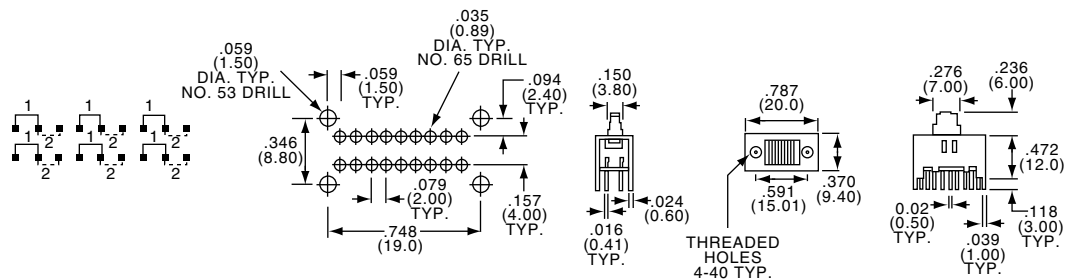 1 1 1
2 2 2
1 1 1
2 2 2
.059
(1.50)
DIA. TYP.
NO. 53 DRILL
.059
(1.50)
TYP.
.035
(0.89)
DIA. TYP.
NO. 65 DRILL
.094
(2.40)
TYP.
.346
(8.80)
.079
(2.00)
TYP.
.157
(4.00)
TYP.
.748
(19.0)
.150
(3.80)
.024
(0.60)
.016
(0.41)
TYP.
.787
(20.0)
.591
(15.01)
.370
(9.40)
THREADED
HOLES
4-40 TYP.
.276
(7.00)
.236
(6.00)
.472
(12.0)
0.02
(0.50)
TYP.
.118
(3.00)
TYP.
.039
(1.00)
TYP.